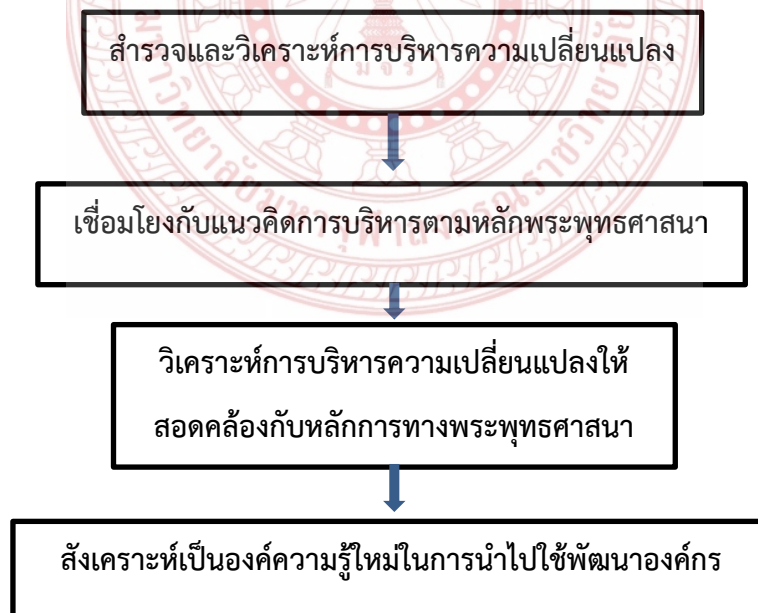 สำรวจและวิเคราะห์การบริหารความเปลี่ยนแปลง
เชื่อมโยงกับแนวคิดการบริหารตามหลักพระพุทธศาสนา
วิเคราะห์การบริหารความเปลี่ยนแปลงให้
สอดคล้องกับหลักการทางพระพุทธศาสนา
สังเคราะห์เป็นองค์ความรู้ใหม่ในการนำไปใช้พัฒนาองค์กร